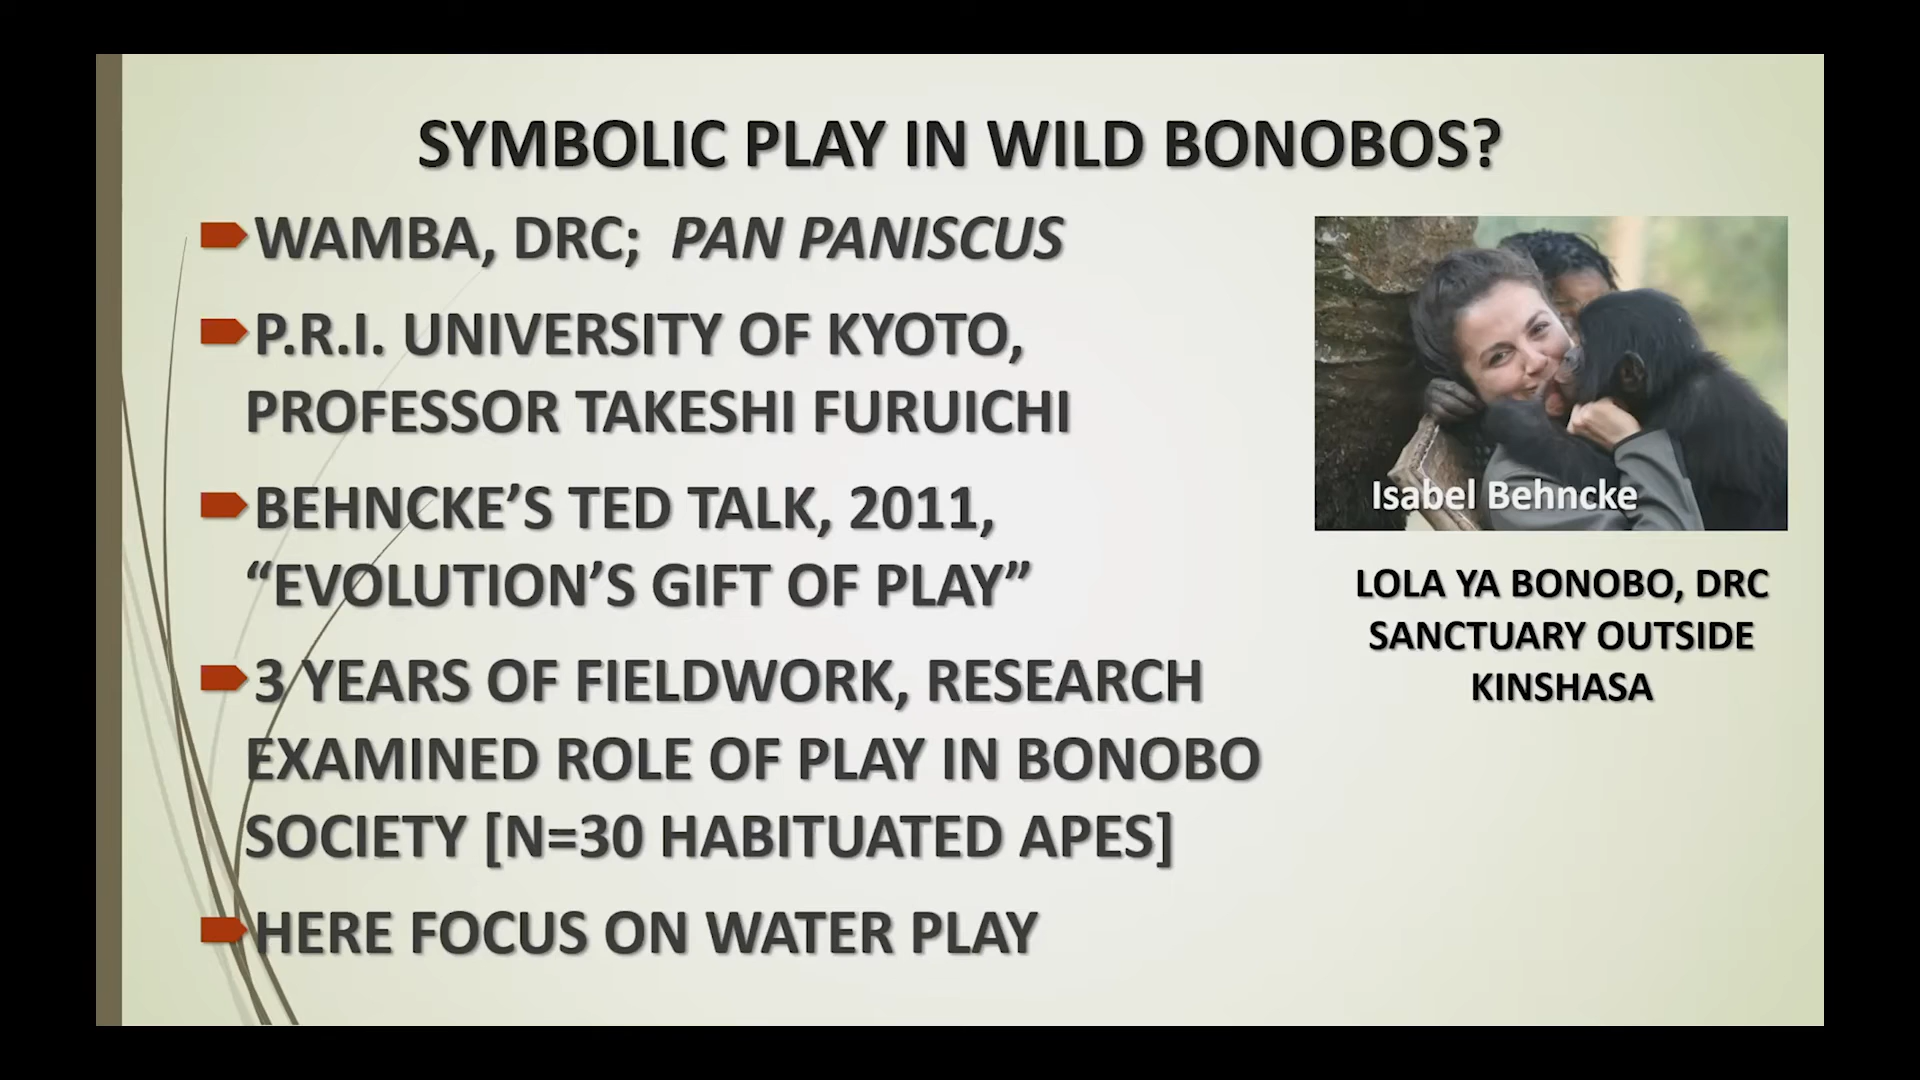 SYMBOLIC PLAY IN WILD BONOBOS?
WAMBA, DRC; PAN PANISCUS
P.R.I. UNIVERSITY OF KYOTO,
PROFESSOR TAKESHI FURUICHI
BEHNCKE’S TED TALK, 2011,
“EVOLUTION’S GIFT OF PLAY”
3 YEARS OF FIELDWORK, RESEARCH
EXAMINED ROLE OF PLAY IN BONOBO
SOCIETY [N=30 HABITUATED APES]
HERE FOCUS ON WATER PLAY
Isabel Behncke
LOLA YA BONOBO, DRC
SANCTUARY OUTSIDE
KINSHASA